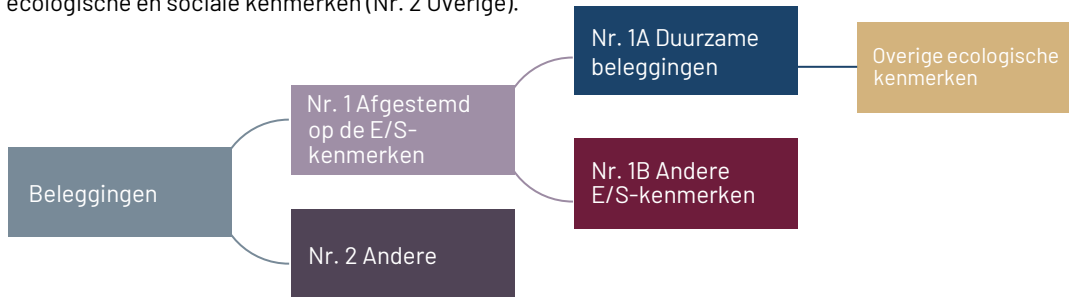 ecologische en sociale kenmerken (Nr. 2 Overige).
Nr. 1A Duurzame
beleggingen
Overige ecologische
kenmerken
Nr. 1 Afgestemd
op de E/S-
kenmerken
Nr. 1B Andere
E/S-kenmerken
Beleggingen
Nr. 2 Andere